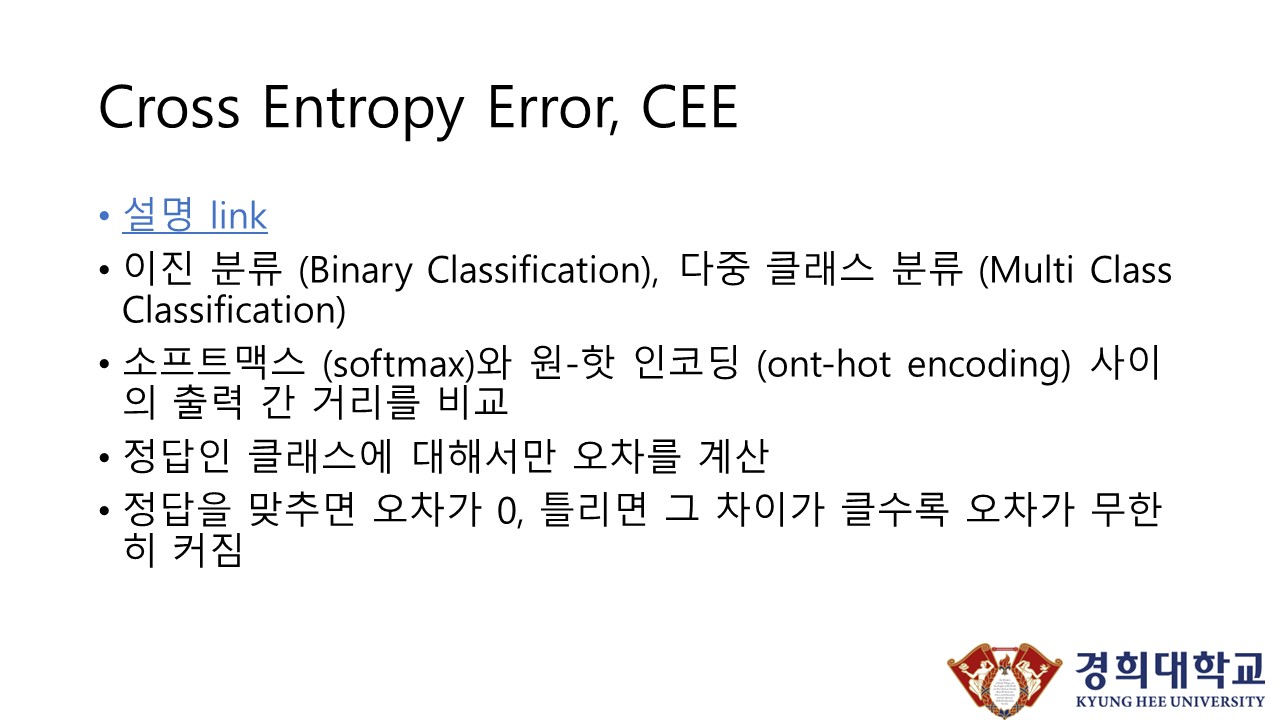 Cross Entropy Error, CEE
• 설명 link
• 이진 분류 (Binary Classification), 다중 클래스 분류 (Multi Class
Classification)
• 소프트맥스 (softmax)와 원-핫 인코딩 (ont-hot encoding) 사이
의 출력 간 거리를 비교
• 정답인 클래스에 대해서만 오차를 계산
• 정답을 맞추면 오차가 0, 틀리면 그 차이가 클수록 오차가 무한
히 커짐
경희대학교
KYUNG HEE UNIVERSITY